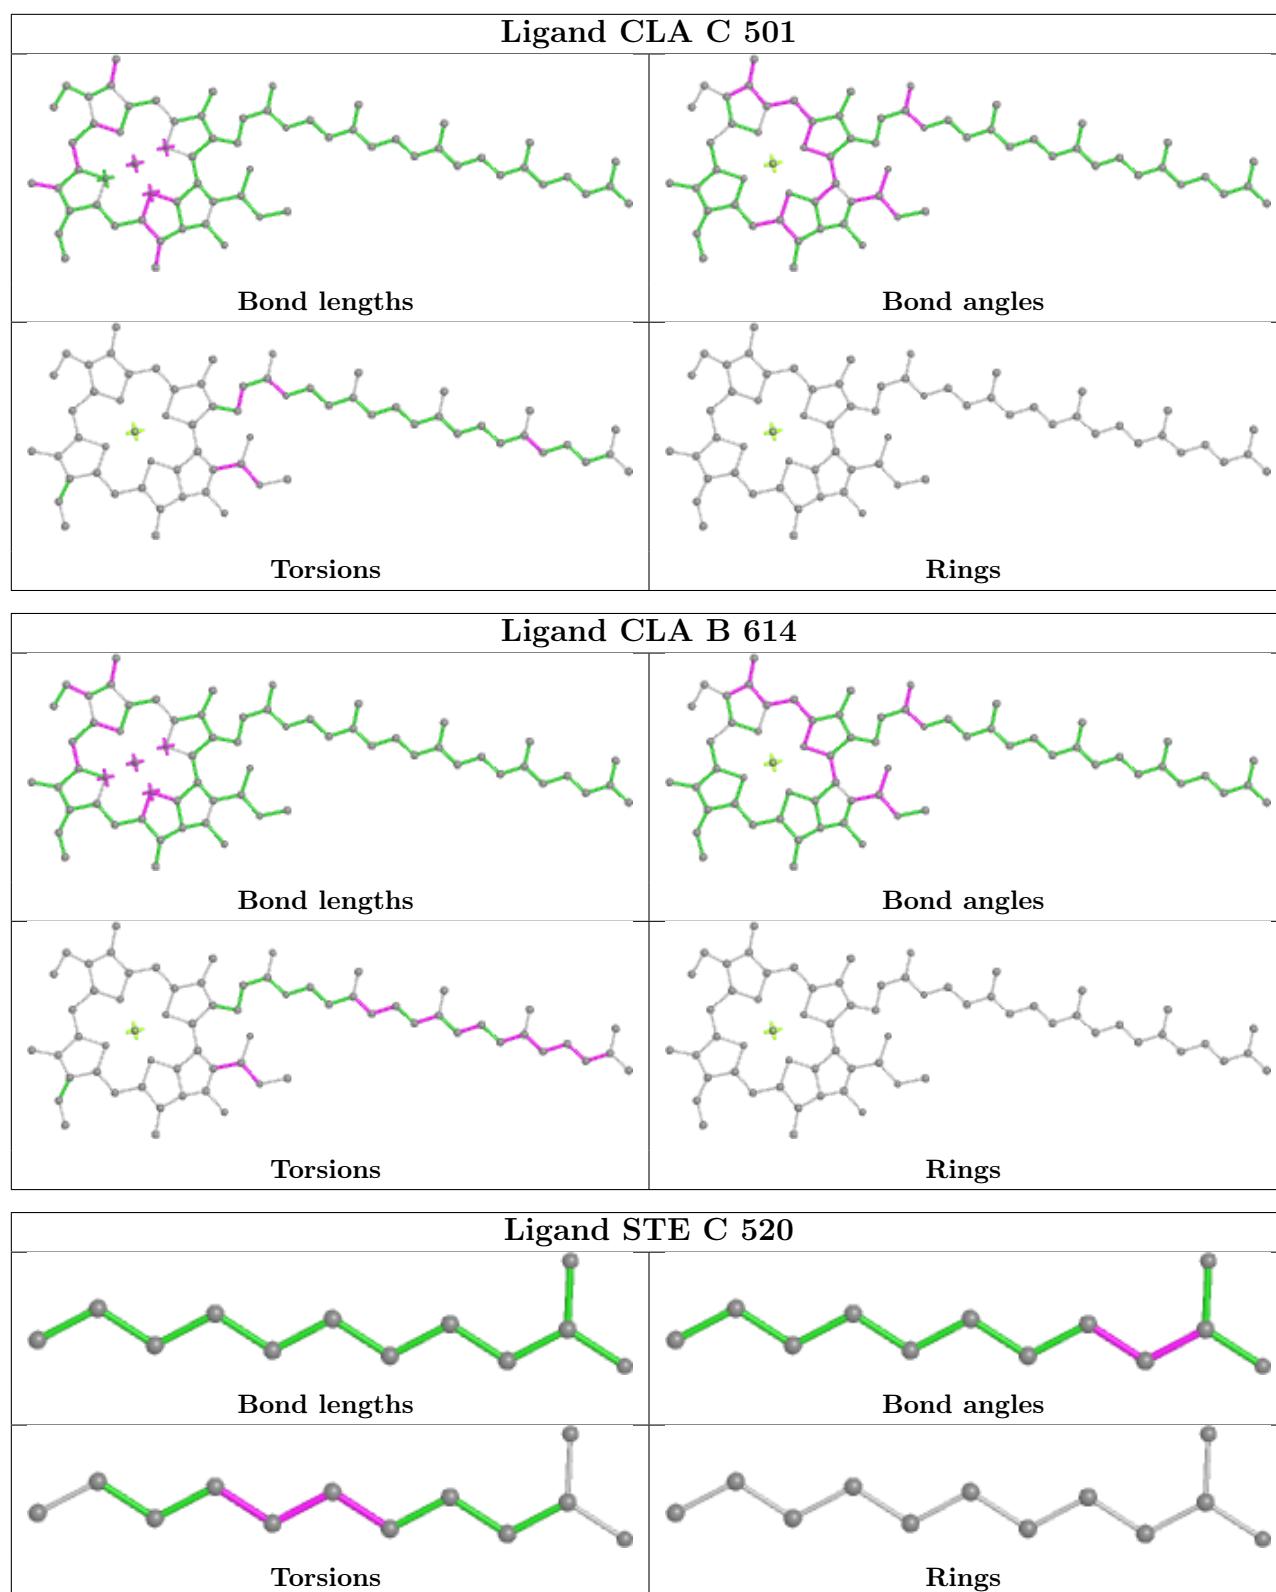 Ligand CLA C 501
Bond lengths
Bond angles
Torsions
Rings
Ligand CLA B 614
Bond lengths
Bond angles
Torsions
Rings
Ligand STE C 520
Bond lengths
Bond angles
Torsions
Rings